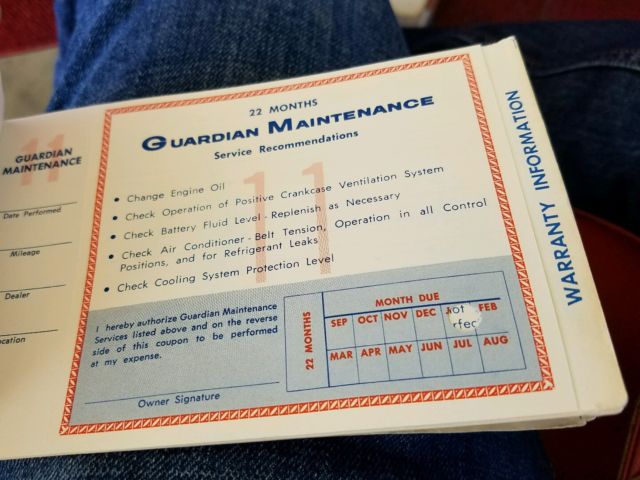 11
GUARDIAN
MAINTENANCE
Date Performed
Mileage
Dealer
22 MONTHS
GUARDIAN MAINTENANCE
Service Recommendations
11
• Change Engine Oil
• Check Operation of Positive Crankcase Ventilation System
• Check Battery Fluid Level - Replenish as Necessary
• Check Air Conditioner - Belt Tension, Operation in all Control
Positions, and for Refrigerant Leaks
• Check Cooling System Protection Level
I hereby authorize Guardian Maintenance
Services listed above and on the reverse
side of this coupon to be performed
at my expense.
Owner Signature
22 MONTHS
MONTH DUE
SEP OCT NOV DEC FEB
MAR APR MAY JUN JUL AUG
WARRANTY INFORMATION